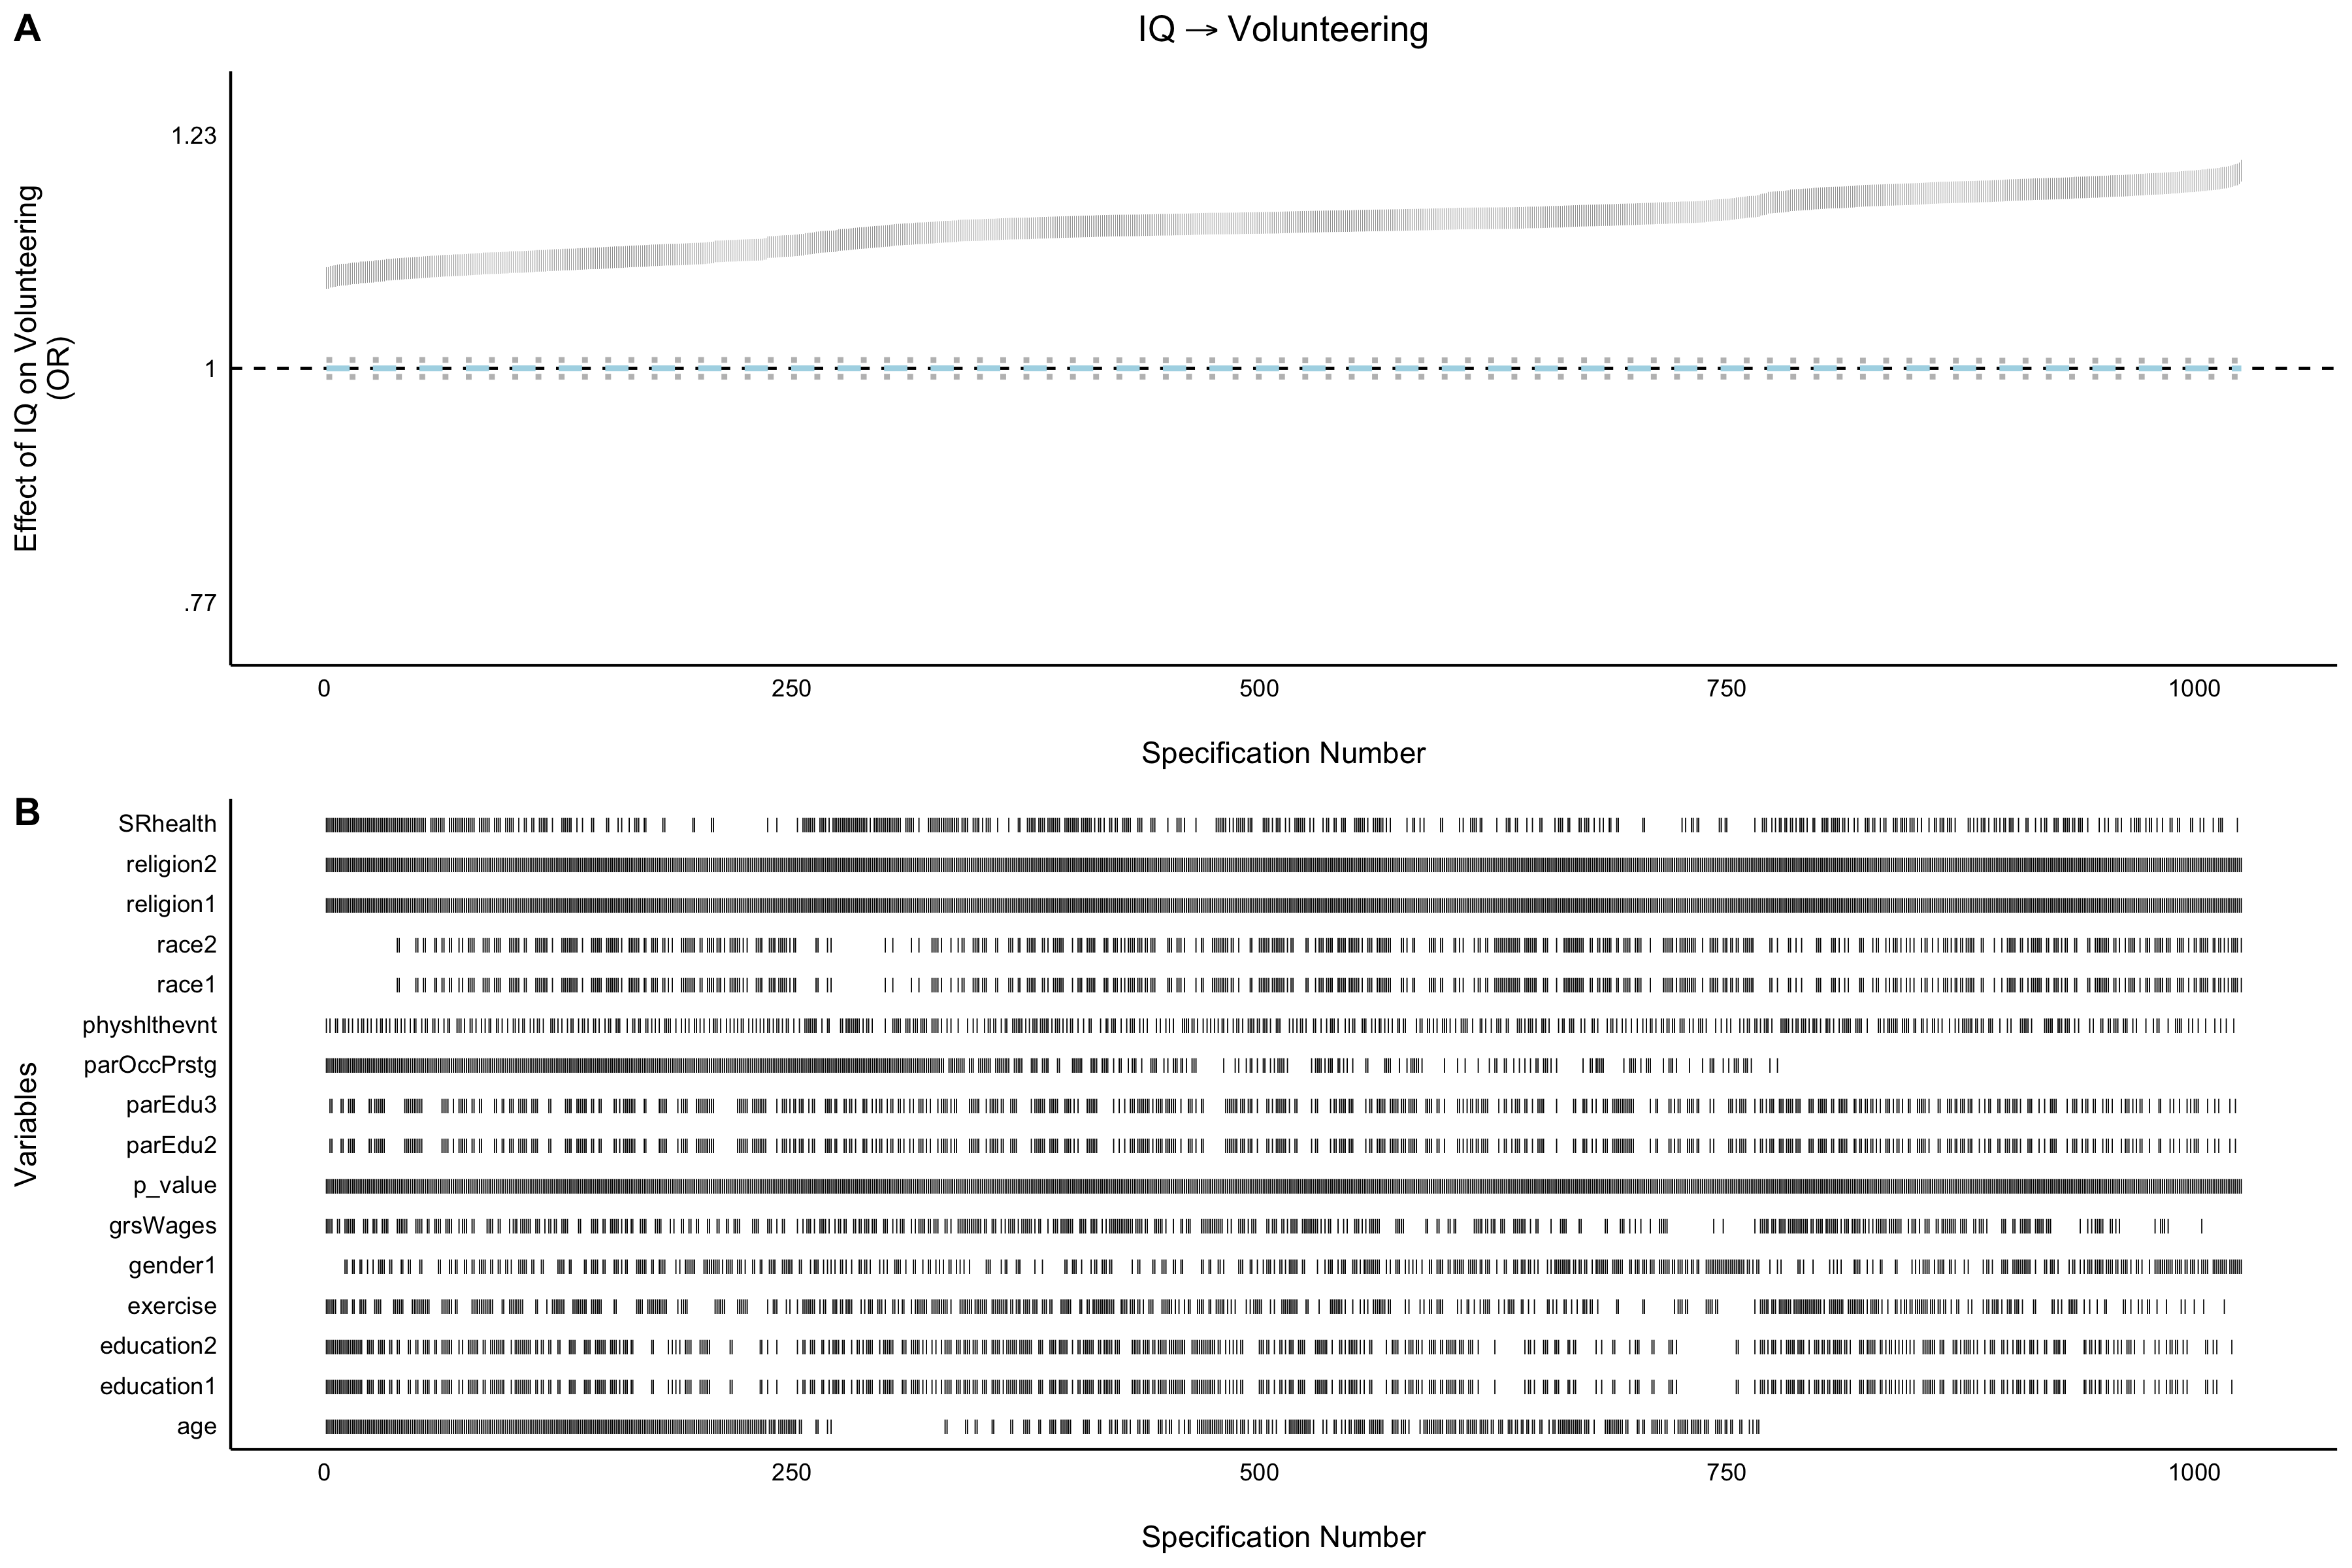 A
IQ → Volunteering
Effect of IQ on Volunteering
(OR)
1.23
1
.77
0 250 500 750 1000
Specification Number
B
Variables
SRhealth
religion2
religion1
race2
race1
physhlthevnt
parOccPrstg
parEdu3
parEdu2
p_value
grsWages
gender1
exercise
education2
education1
age
0 250 500 750 1000
Specification Number